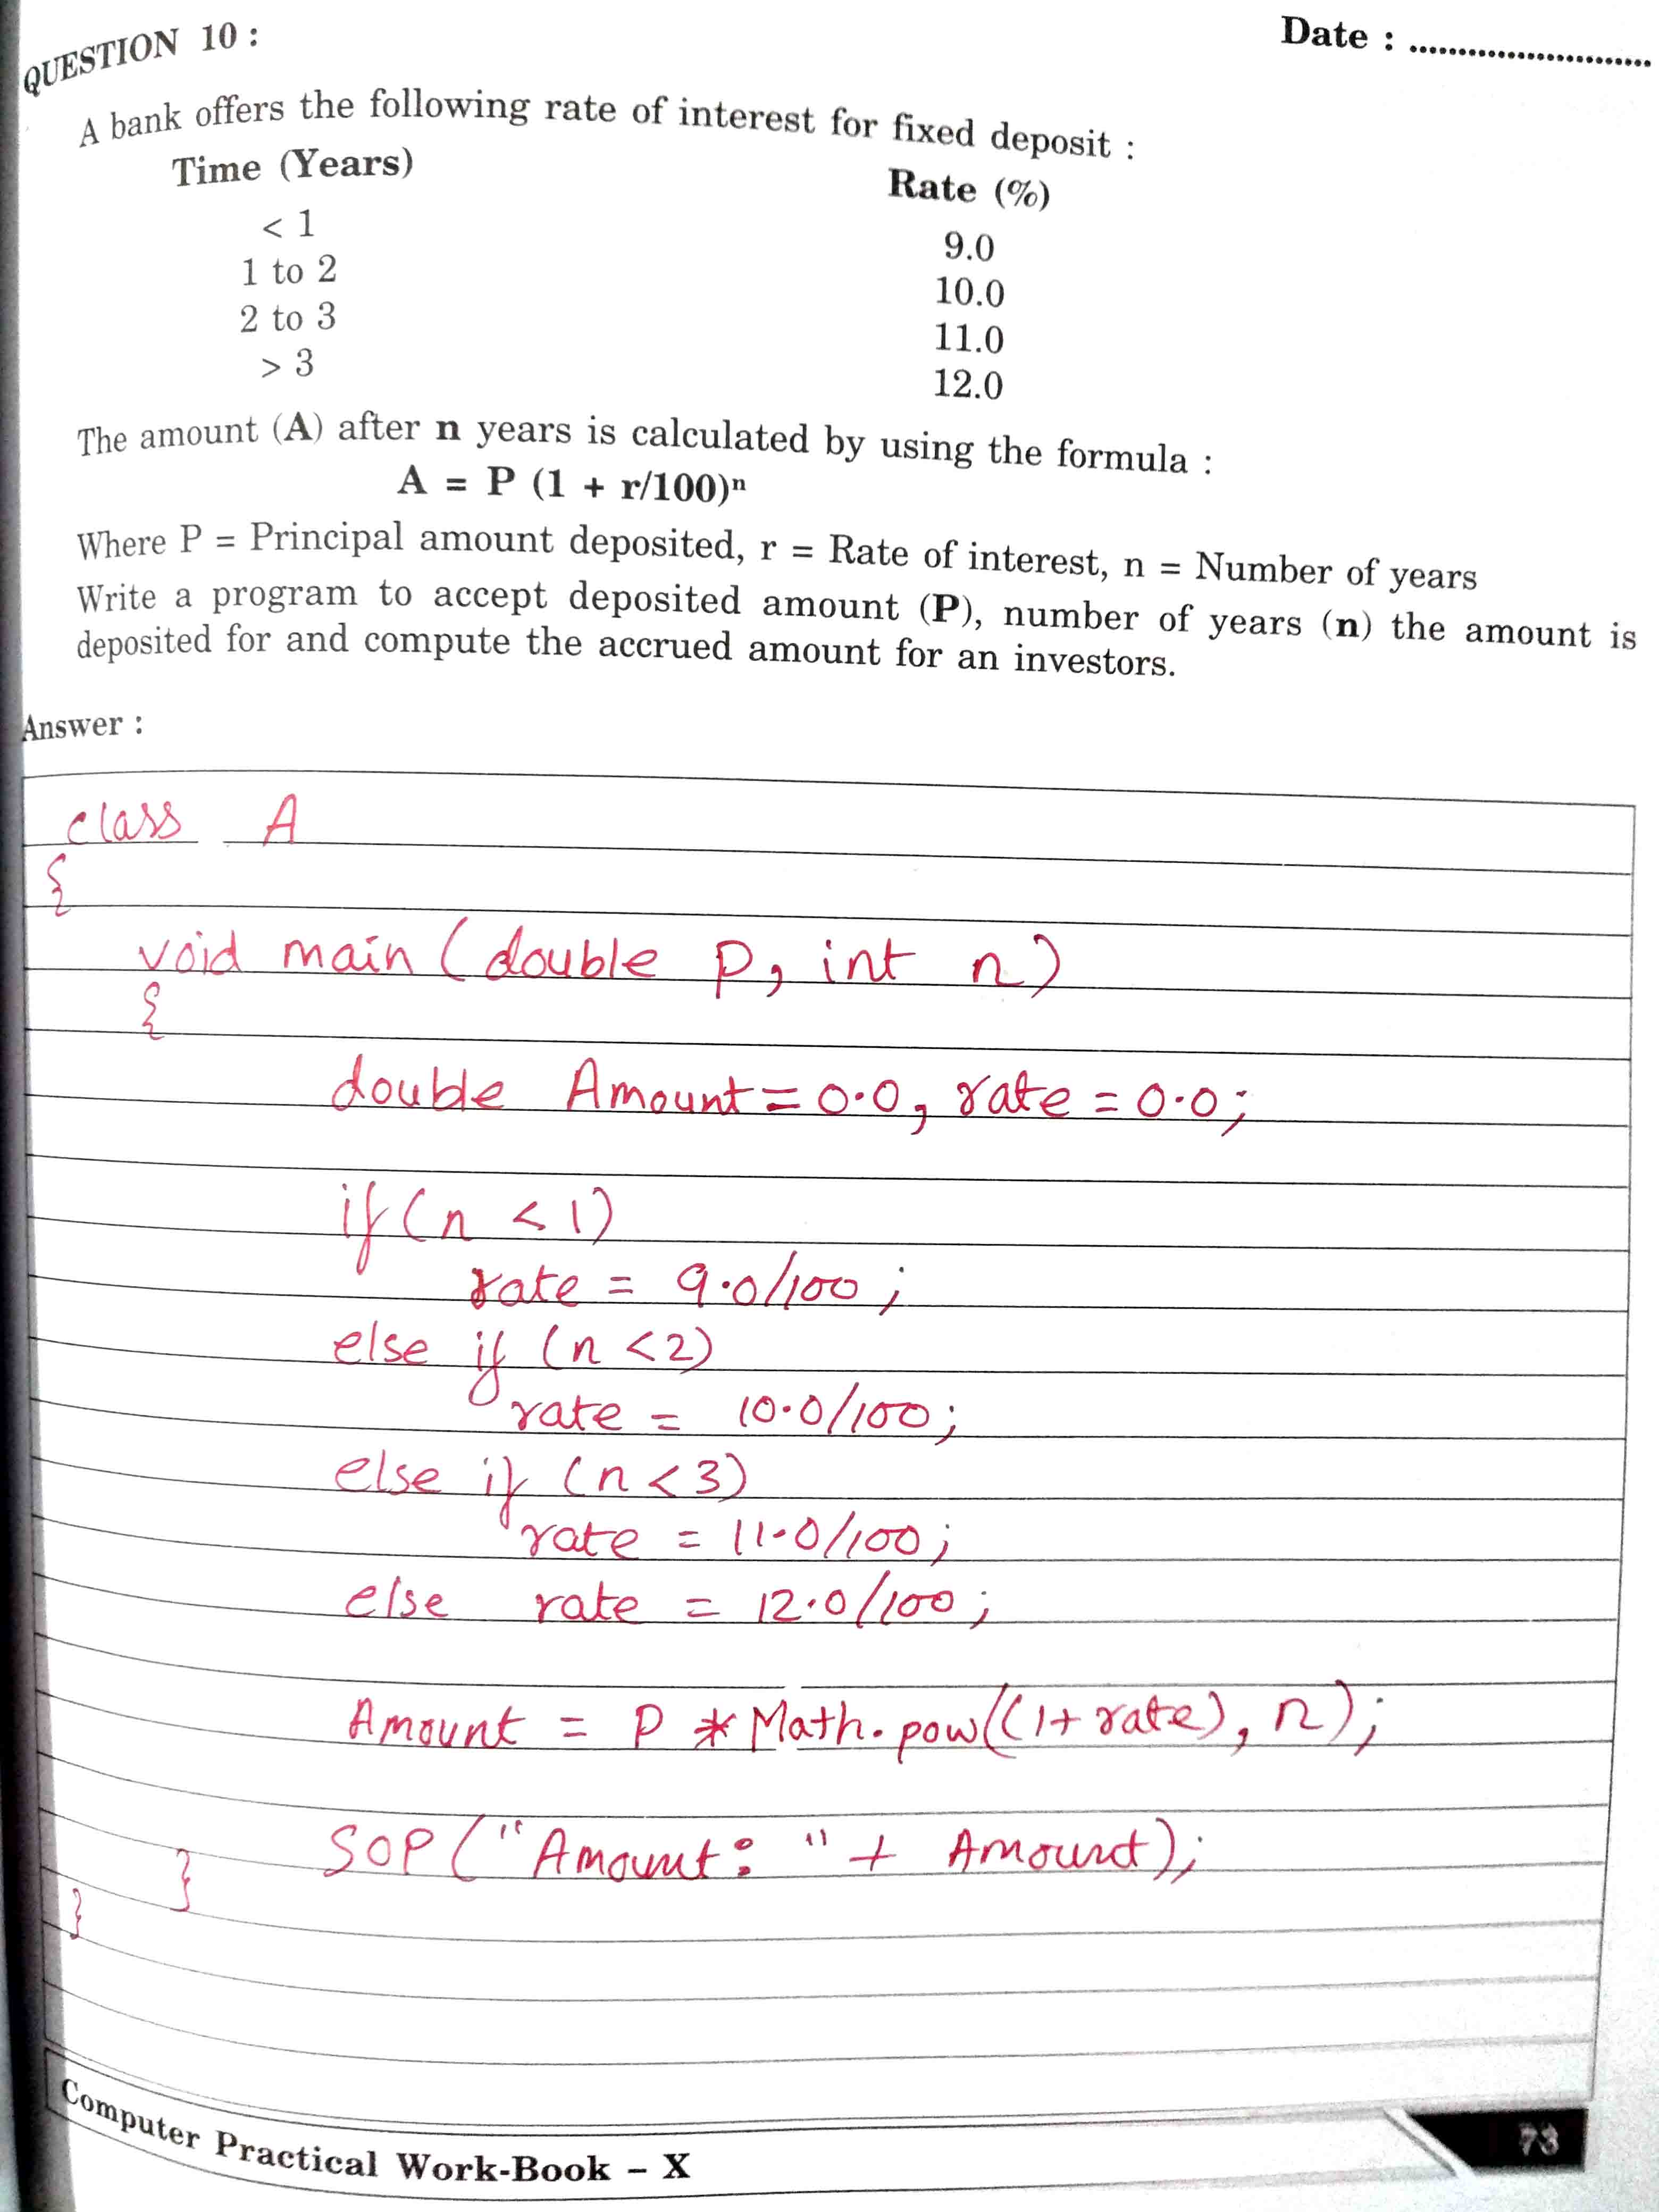 QUESTION 10 :
Date : ............................
A bank offers the following rate of interest for fixed deposit :
Time (Years) Rate (%)
< 1 9.0
1 to 2 10.0
2 to 3 11.0
> 3 12.0
The amount (A) after n years is calculated by using the formula :
A = P (1 + r/100)ⁿ
Where P = Principal amount deposited, r = Rate of interest, n = Number of years
Write a program to accept deposited amount (P), number of years (n) the amount is
deposited for and compute the accrued amount for an investors.
Answer :
class A
{
void main (double p, int n)
{
double Amount = 0.0, rate = 0.0;
if (n < 1)
rate = 9.0/100;
else if (n < 2)
rate = 10.0/100;
else if (n < 3)
rate = 11.0/100;
else rate = 12.0/100;
Amount = P * Math.pow((1+rate), n);
SOP ("Amount: " + Amount);
}
}
Computer Practical Work-Book – X
73